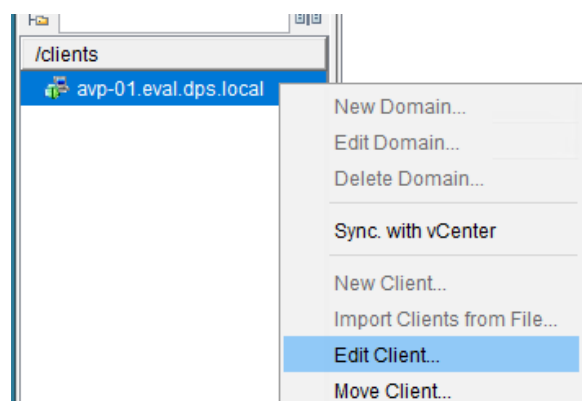 /clients
avp-01.eval.dps.local
New Domain...
Edit Domain...
Delete Domain...
Sync. with vCenter
New Client...
Import Clients from File...
Edit Client...
Move Client...